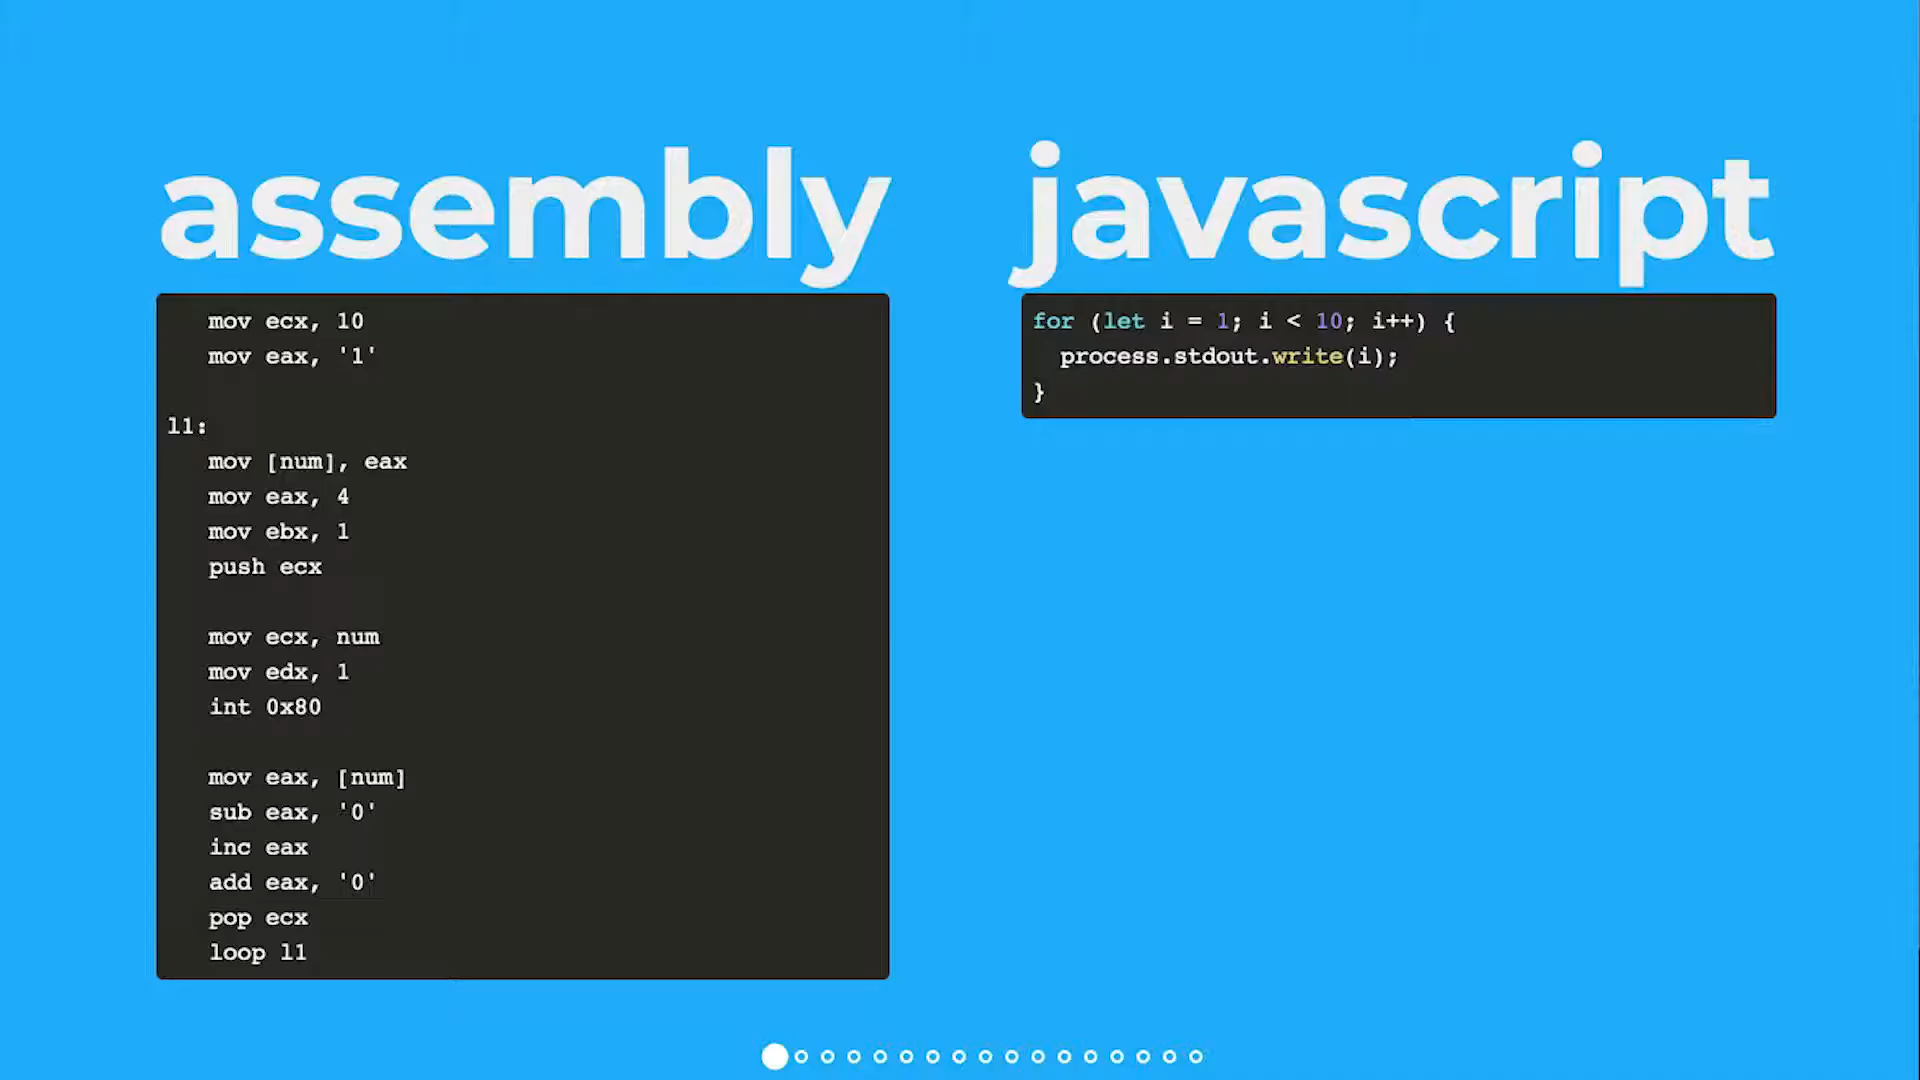 assembly
mov ecx, 10
mov eax, '1'
l1:
mov [num], eax
mov eax, 4
mov ebx, 1
push ecx
mov ecx, num
mov edx, 1
int 0x80
mov eax, [num]
sub eax, '0'
inc eax
add eax, '0'
pop ecx
loop l1
javascript
for (let i = 1; i < 10; i++) {
process.stdout.write(i);
}